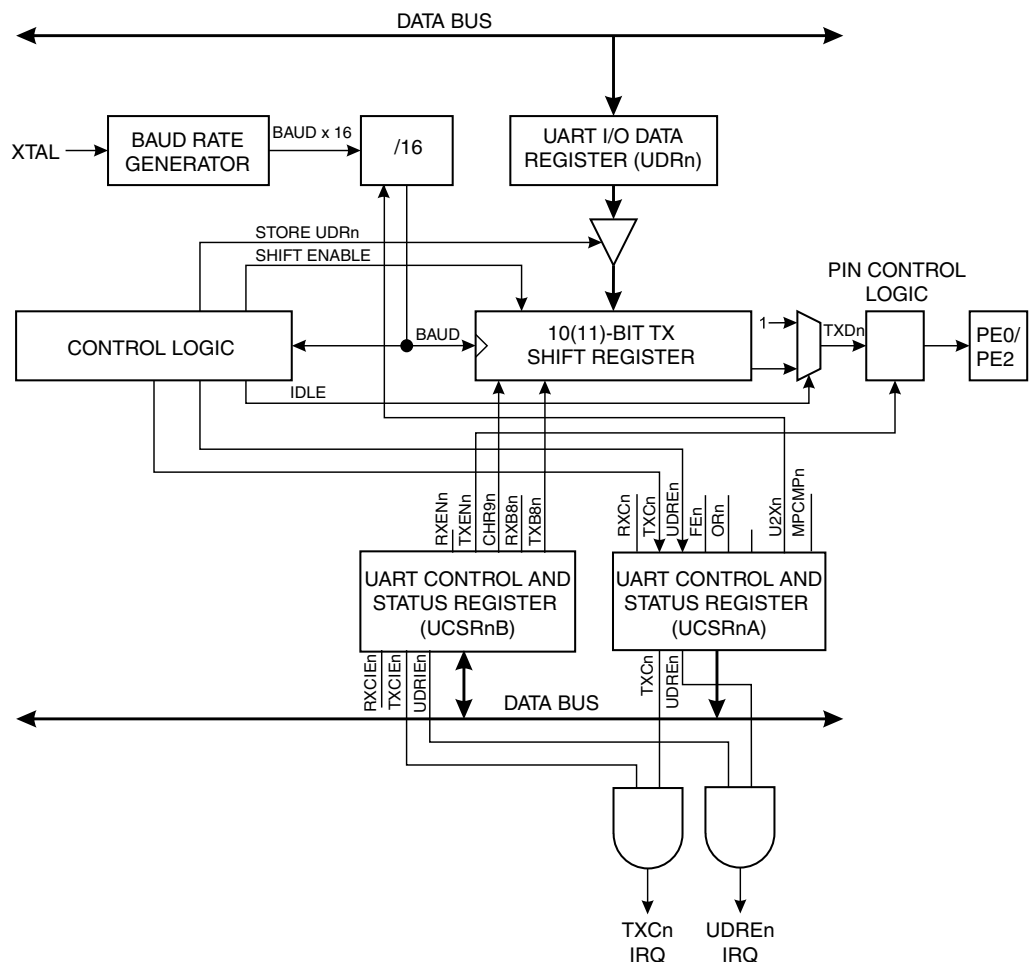 DATA BUS
XTAL
BAUD RATE
GENERATOR
BAUD x 16
/16
UART I/O DATA
REGISTER (UDRn)
STORE UDRn
SHIFT ENABLE
PIN CONTROL
LOGIC
CONTROL LOGIC
BAUD
10(11)-BIT TX
SHIFT REGISTER
1
TXDn
PE0/
PE2
IDLE
RXENn
TXENn
CHR9n
RXB8n
TXB8n
RXCn
TXCn
UDREn
FEn
ORn
U2Xn
MPCMPn
UART CONTROL AND
STATUS REGISTER
(UCSRnB)
UART CONTROL AND
STATUS REGISTER
(UCSRnA)
RXCIEn
TXCIEn
UDRIEn
TXCn
UDREn
DATA BUS
TXCn
IRQ
UDREn
IRQ